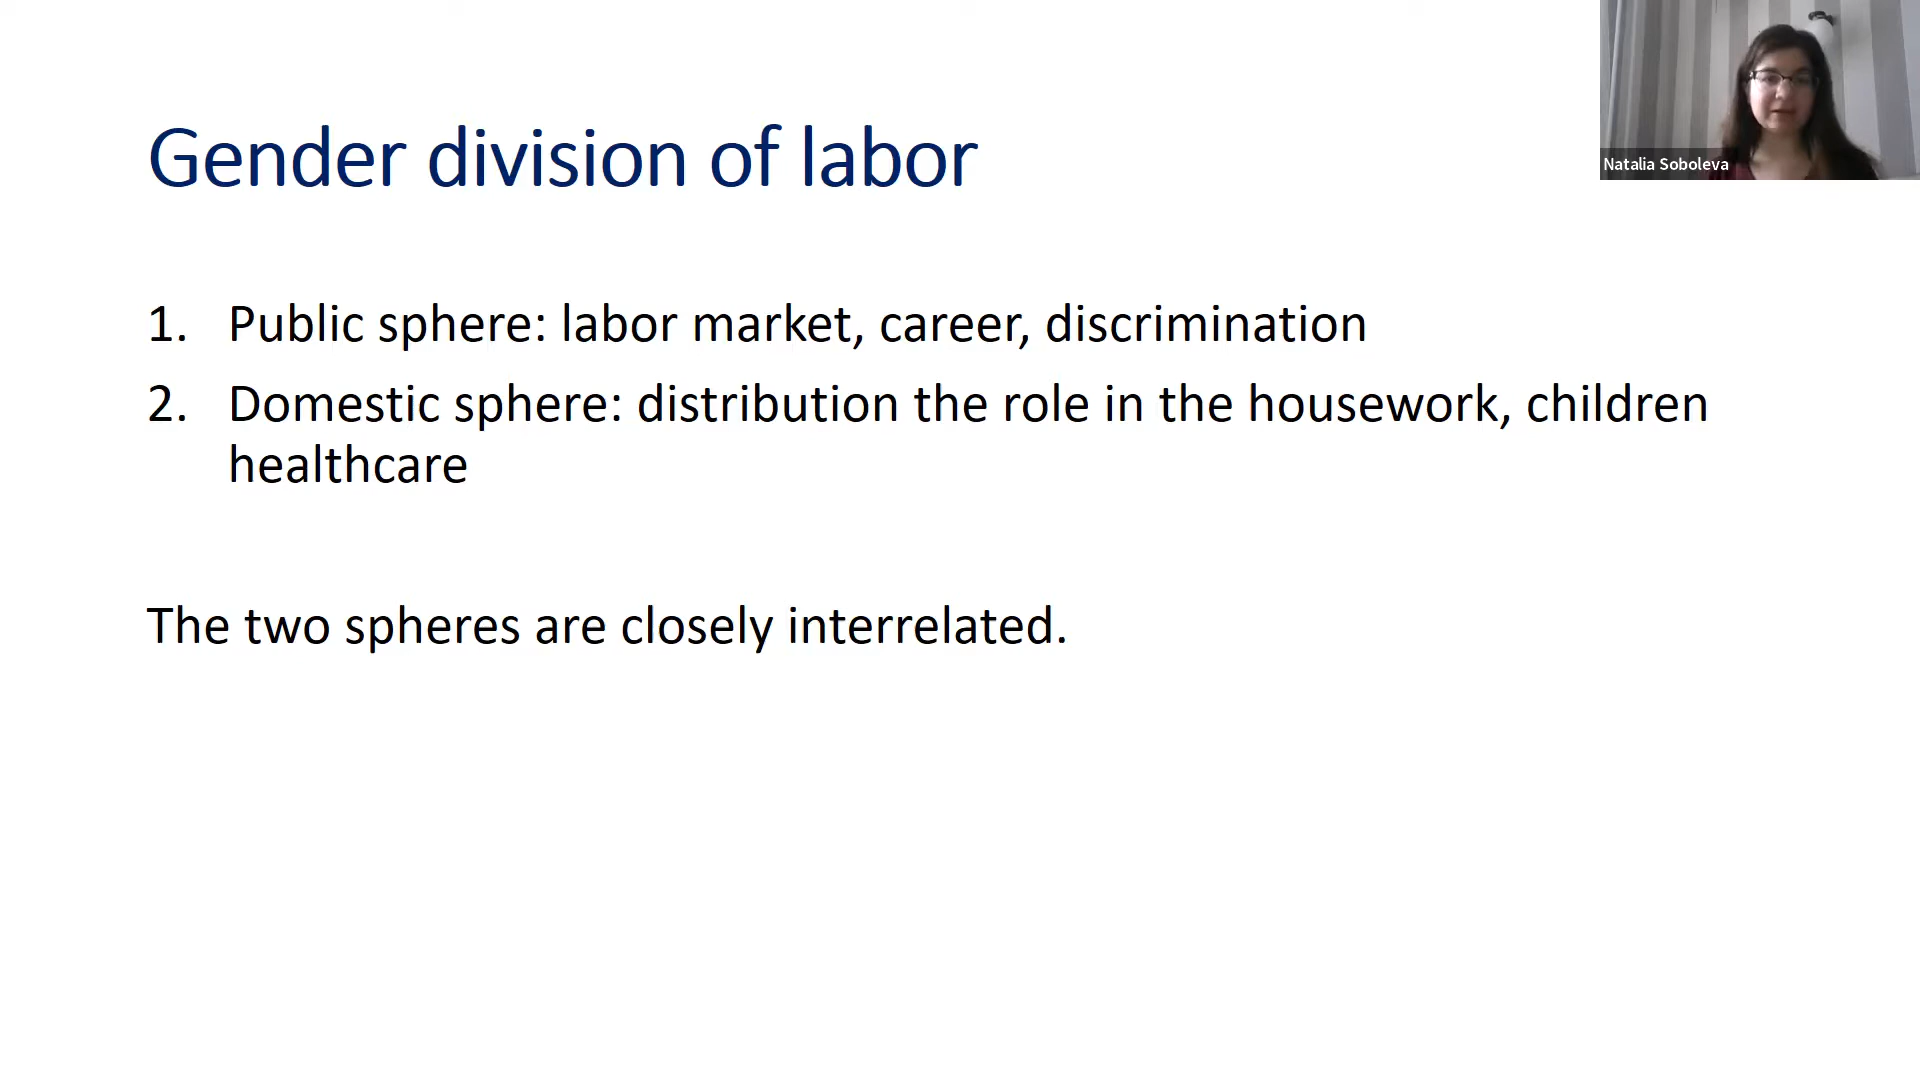 Gender division of labor
Natalia Soboleva
1. Public sphere: labor market, career, discrimination
2. Domestic sphere: distribution the role in the housework, children
healthcare
The two spheres are closely interrelated.